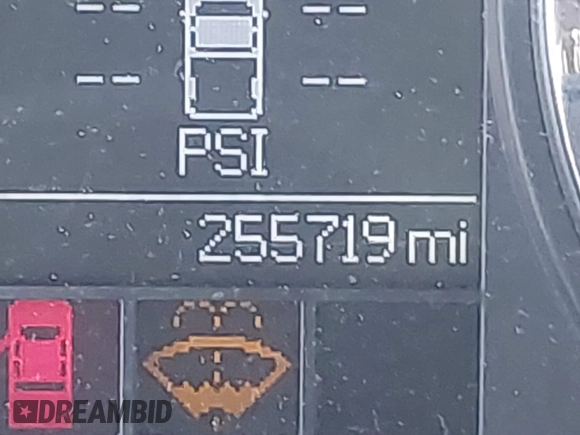 -- --
-- --
PSI
255719 mi
DREAMBID